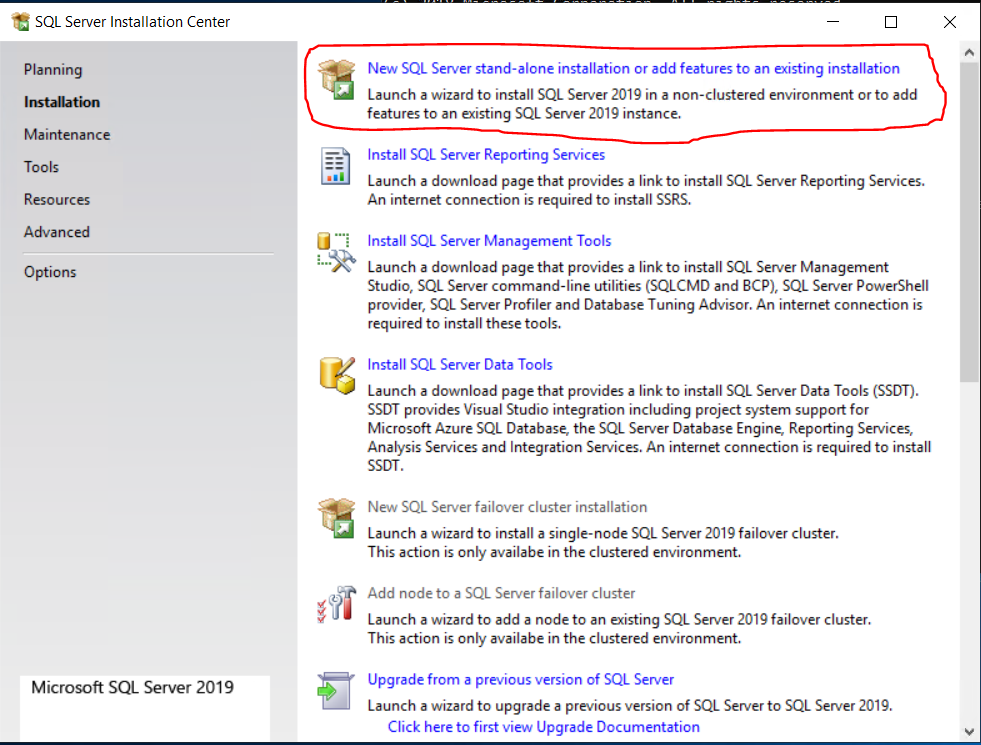 SQL Server Installation Center
Planning
Installation
Maintenance
Tools
Resources
Advanced
Options
Microsoft SQL Server 2019
New SQL Server stand-alone installation or add features to an existing installation
Launch a wizard to install SQL Server 2019 in a non-clustered environment or to add
features to an existing SQL Server 2019 instance.
Install SQL Server Reporting Services
Launch a download page that provides a link to install SQL Server Reporting Services.
An internet connection is required to install SSRS.
Install SQL Server Management Tools
Launch a download page that provides a link to install SQL Server Management
Studio, SQL Server command-line utilities (SQLCMD and BCP), SQL Server PowerShell
provider, SQL Server Profiler and Database Tuning Advisor. An internet connection is
required to install these tools.
Install SQL Server Data Tools
Launch a download page that provides a link to install SQL Server Data Tools (SSDT).
SSDT provides Visual Studio integration including project system support for
Microsoft Azure SQL Database, the SQL Server Database Engine, Reporting Services,
Analysis Services and Integration Services. An internet connection is required to install
SSDT.
New SQL Server failover cluster installation
Launch a wizard to install a single-node SQL Server 2019 failover cluster.
This action is only availabe in the clustered environment.
Add node to a SQL Server failover cluster
Launch a wizard to add a node to an existing SQL Server 2019 failover cluster.
This action is only availabe in the clustered environment.
Upgrade from a previous version of SQL Server
Launch a wizard to upgrade a previous version of SQL Server to SQL Server 2019.
Click here to first view Upgrade Documentation